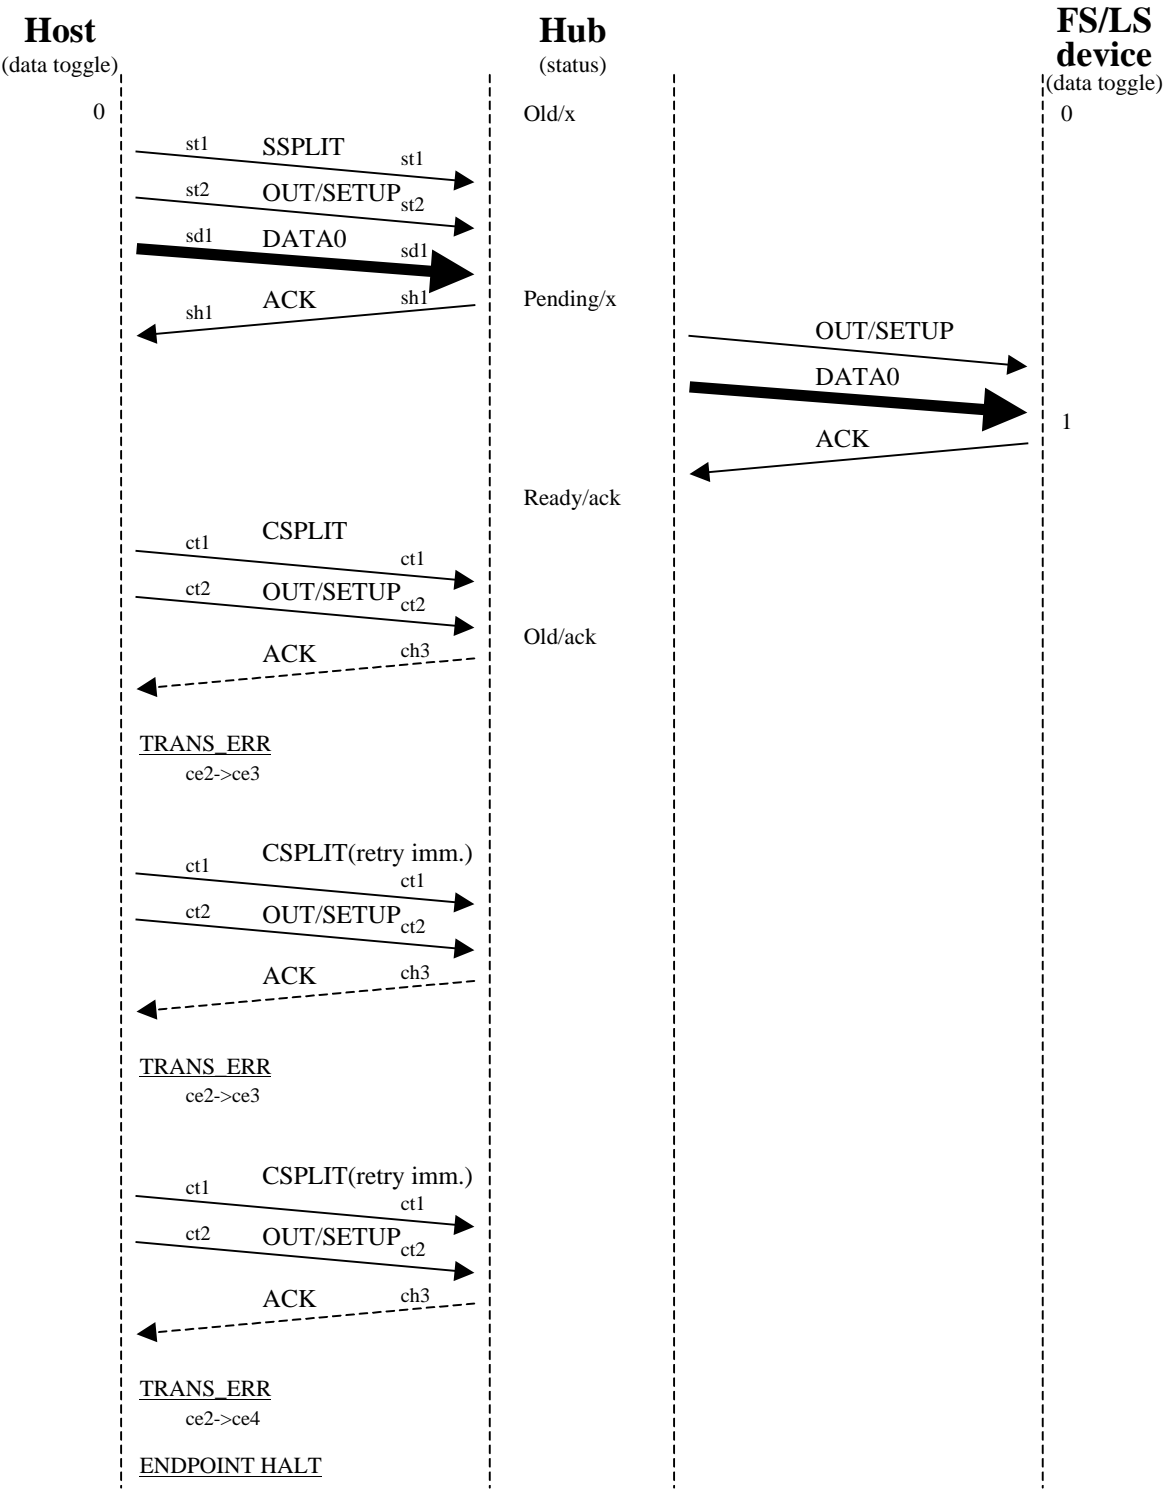 Host
(data toggle)
Hub
(status)
FS/LS
device
(data toggle)
0
Old/x
0
st1 SSPLIT st1
st2 OUT/SETUP st2
sd1 DATA0 sd1
ACK sh1
sh1
Pending/x
OUT/SETUP
DATA0
1
ACK
Ready/ack
CSPLIT
ct1 ct1
ct2 OUT/SETUP ct2
Old/ack
ACK ch3
TRANS_ERR
ce2->ce3
CSPLIT(retry imm.)
ct1 ct1
ct2 OUT/SETUP ct2
ACK ch3
TRANS_ERR
ce2->ce3
CSPLIT(retry imm.)
ct1 ct1
ct2 OUT/SETUP ct2
ACK ch3
TRANS_ERR
ce2->ce4
ENDPOINT HALT